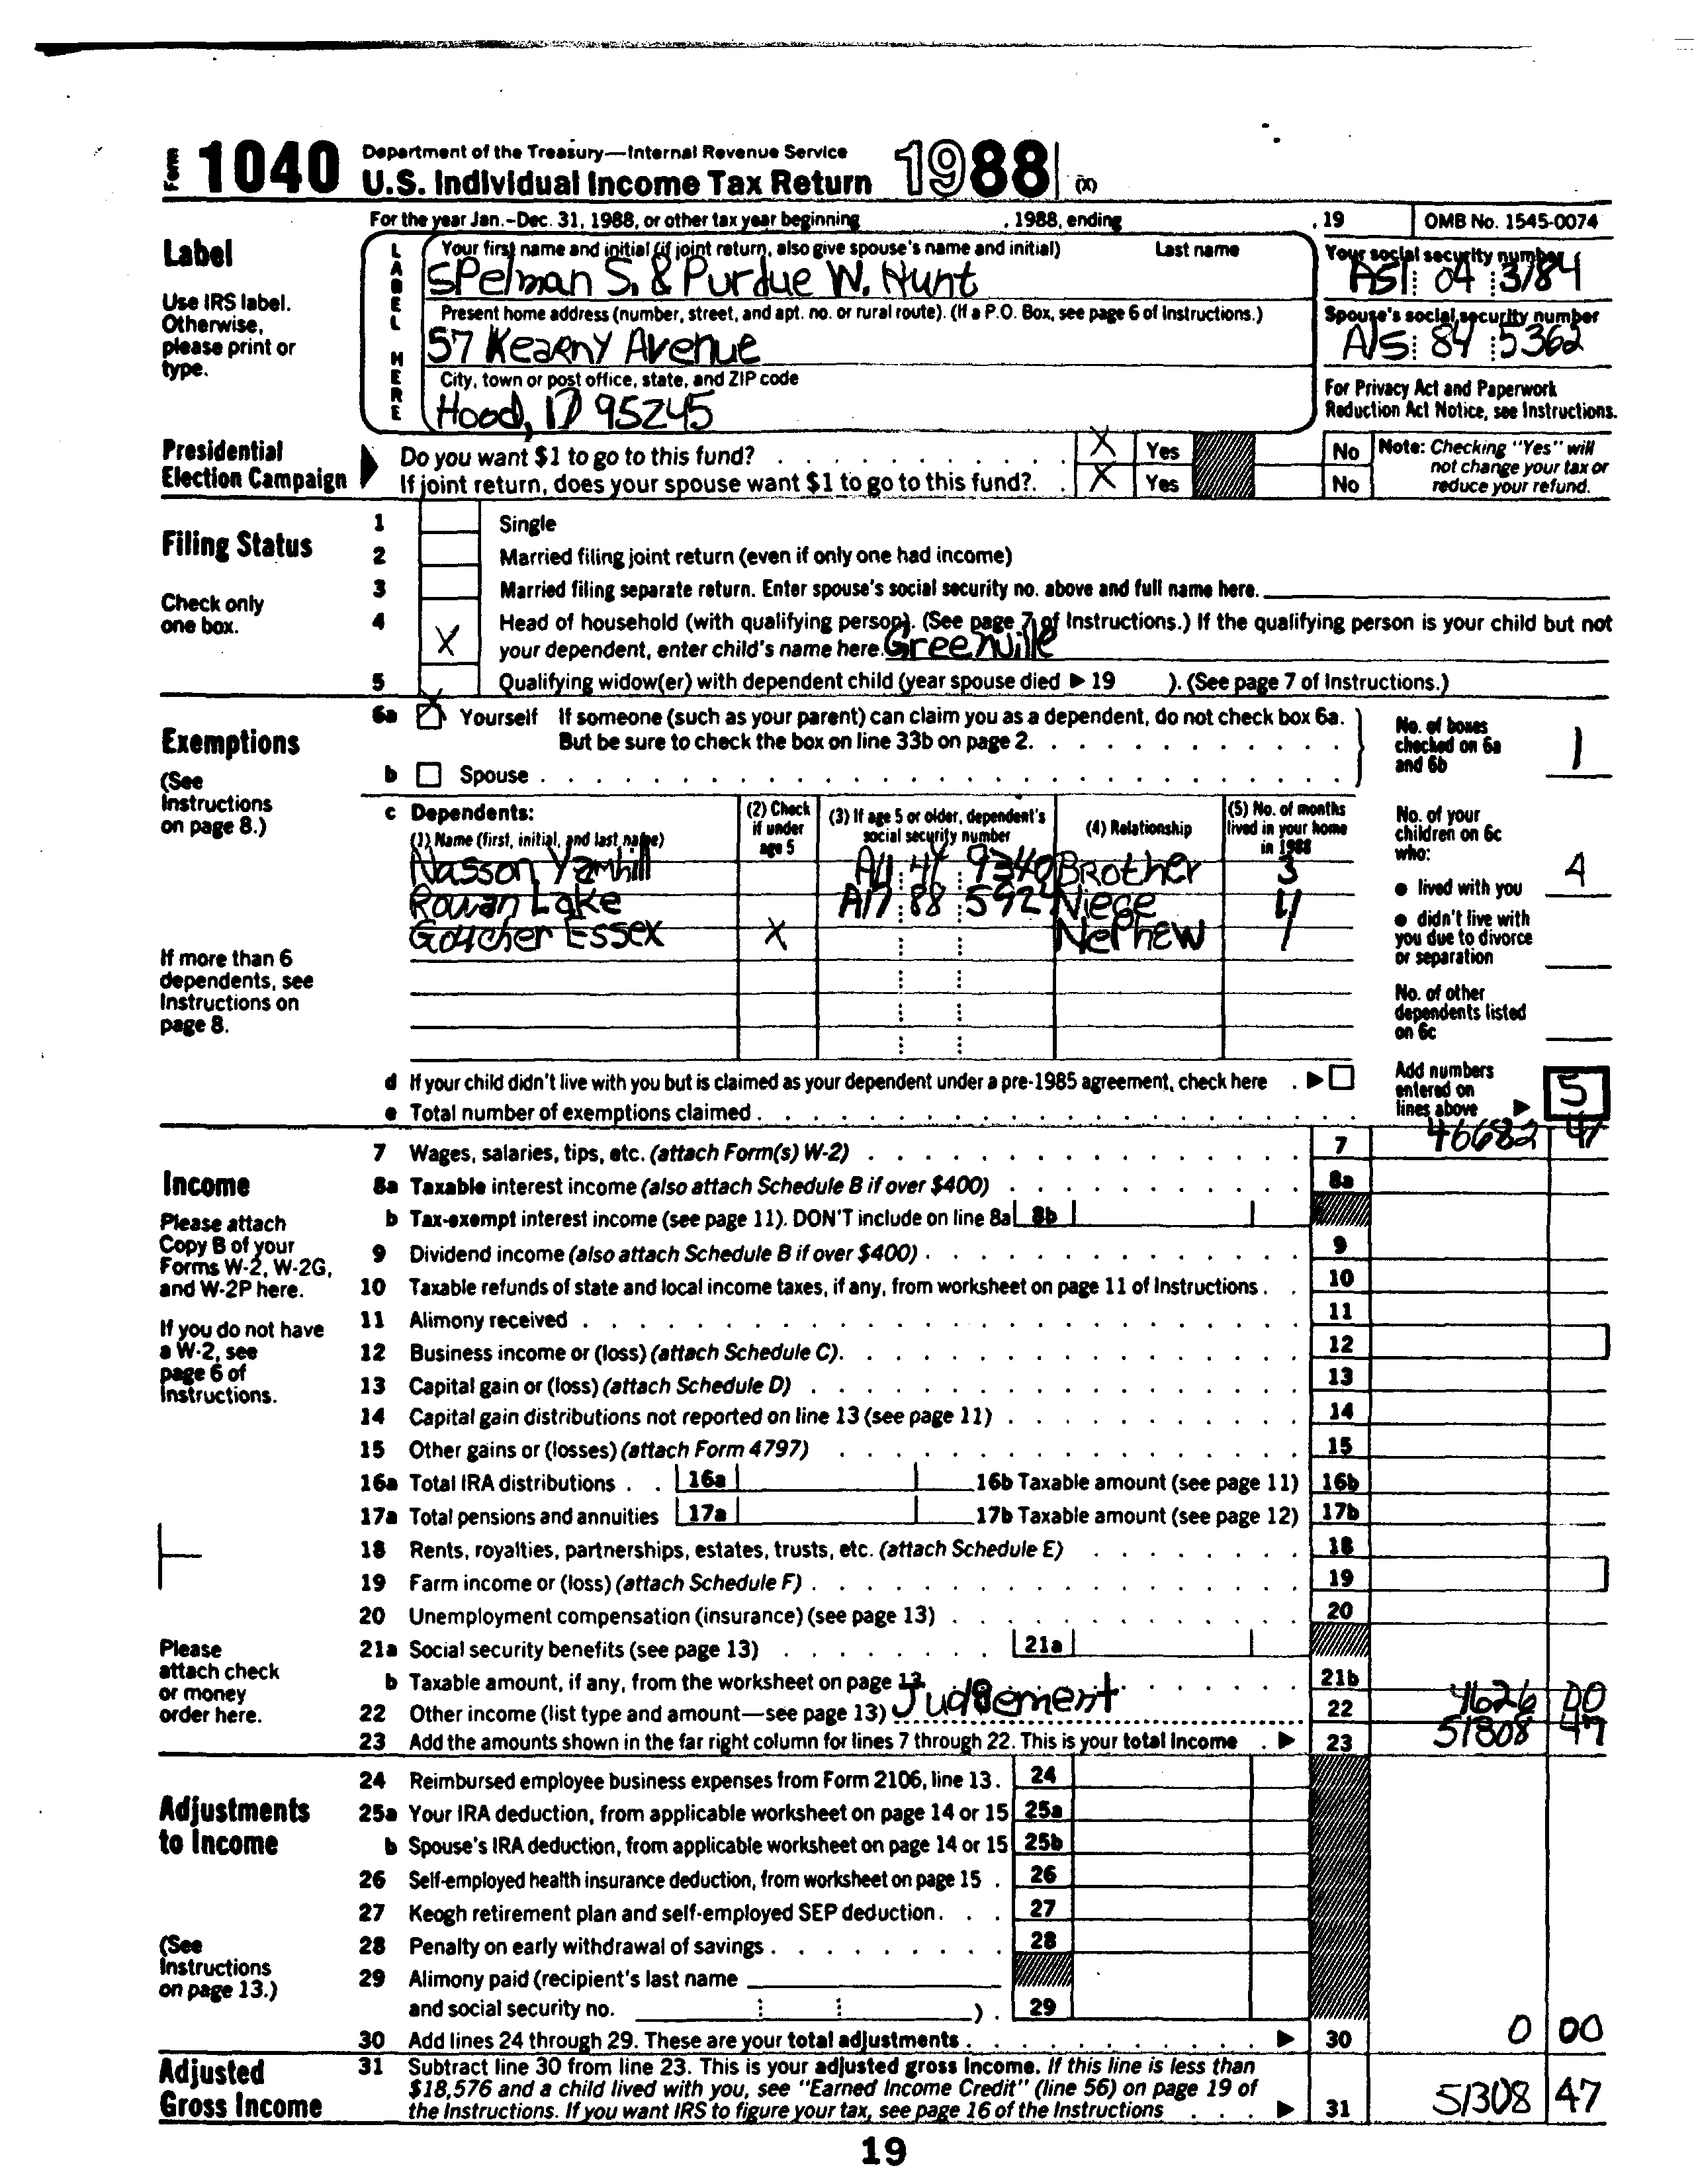 Form 1040 Department of the Treasury—Internal Revenue Service
U.S. Individual Income Tax Return 1988 (X)
For the year Jan.-Dec. 31, 1988, or other tax year beginning , 1988, ending , 19 OMB No. 1545-0074
Label
Use IRS label. Otherwise, please print or type.
LABEL HERE
Your first name and initial (if joint return, also give spouse's name and initial) Last name
Spelman S. & Purdue W. Hunt
Your social security number
Present home address (number, street, and apt. no. or rural route). (If a P.O. Box, see page 6 of Instructions.)
57 Kearny Avenue
Spouse's social security number
City, town or post office, state, and ZIP code
Hood, ID 95245
For Privacy Act and Paperwork Reduction Act Notice, see Instructions.
Presidential Election Campaign
Do you want $1 to go to this fund? X Yes No
If joint return, does your spouse want $1 to go to this fund?. X Yes No
Note: Checking "Yes" will not change your tax or reduce your refund.
Filing Status
Check only one box.
1 Single
2 Married filing joint return (even if only one had income)
3 Married filing separate return. Enter spouse's social security no. above and full name here.
4 X Head of household (with qualifying person). (See page 7 of Instructions.) If the qualifying person is your child but not
your dependent, enter child's name here. Greenville
5 Qualifying widow(er) with dependent child (year spouse died ▶ 19 ). (See page 7 of Instructions.)
Exemptions
(See Instructions on page 8.)
6a X Yourself If someone (such as your parent) can claim you as a dependent, do not check box 6a.
But be sure to check the box on line 33b on page 2.
b Spouse
No. of boxes checked on 6a and 6b 1
c Dependents:
(1) Name (first, initial, and last name) (2) Check if under age 5 (3) If age 5 or older, dependent's social security number (4) Relationship (5) No. of months lived in your home in 1988
Nasson Yamhill Brother 3
Rowan Lake Niece
Goucher Essex X Nephew
If more than 6 dependents, see Instructions on page 8.
No. of your children on 6c who:
● lived with you 4
● didn't live with you due to divorce or separation
No. of other dependents listed on 6c
d If your child didn't live with you but is claimed as your dependent under a pre-1985 agreement, check here . ▶
e Total number of exemptions claimed
Add numbers entered on lines above ▶ 5
Income
Please attach Copy B of your Forms W-2, W-2G, and W-2P here.
If you do not have a W-2, see page 6 of Instructions.
Please attach check or money order here.
7 Wages, salaries, tips, etc. (attach Form(s) W-2) 7 46682 47
8a Taxable interest income (also attach Schedule B if over $400) 8a
b Tax-exempt interest income (see page 11). DON'T include on line 8a 8b
9 Dividend income (also attach Schedule B if over $400) 9
10 Taxable refunds of state and local income taxes, if any, from worksheet on page 11 of Instructions 10
11 Alimony received 11
12 Business income or (loss) (attach Schedule C). 12
13 Capital gain or (loss) (attach Schedule D) 13
14 Capital gain distributions not reported on line 13 (see page 11) 14
15 Other gains or (losses) (attach Form 4797) 15
16a Total IRA distributions 16a 16b Taxable amount (see page 11) 16b
17a Total pensions and annuities 17a 17b Taxable amount (see page 12) 17b
18 Rents, royalties, partnerships, estates, trusts, etc. (attach Schedule E) 18
19 Farm income or (loss) (attach Schedule F) 19
20 Unemployment compensation (insurance) (see page 13) 20
21a Social security benefits (see page 13) 21a
b Taxable amount, if any, from the worksheet on page 13 21b
22 Other income (list type and amount—see page 13) Judgement 22 4626 00
23 Add the amounts shown in the far right column for lines 7 through 22. This is your total income . ▶ 23 51308 47
Adjustments to Income
(See Instructions on page 13.)
24 Reimbursed employee business expenses from Form 2106, line 13. 24
25a Your IRA deduction, from applicable worksheet on page 14 or 15 25a
b Spouse's IRA deduction, from applicable worksheet on page 14 or 15 25b
26 Self-employed health insurance deduction, from worksheet on page 15 . 26
27 Keogh retirement plan and self-employed SEP deduction. 27
28 Penalty on early withdrawal of savings 28
29 Alimony paid (recipient's last name
and social security no. ) . 29
30 Add lines 24 through 29. These are your total adjustments ▶ 30 0 00
Adjusted Gross Income
31 Subtract line 30 from line 23. This is your adjusted gross income. If this line is less than
$18,576 and a child lived with you, see "Earned Income Credit" (line 56) on page 19 of
the Instructions. If you want IRS to figure your tax, see page 16 of the Instructions ▶ 31 51308 47
19